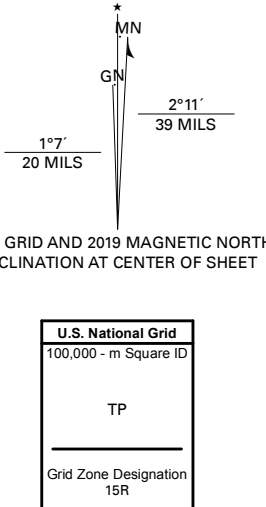 MN
GN
2°11´
39 MILS
1°7´
20 MILS
GRID AND 2019 MAGNETIC NORTH
CLINATION AT CENTER OF SHEET
U.S. National Grid
100,000 - m Square ID
TP
Grid Zone Designation
15R